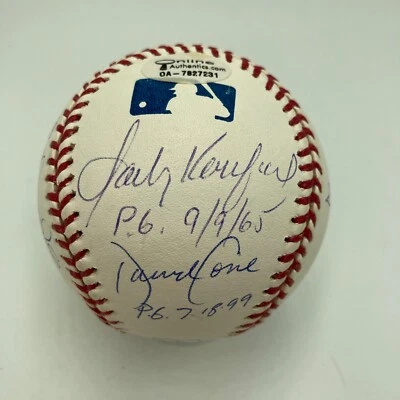 Online
Authentics.com
OA-7827231
Sandy Koufax
P.G. 9/9/65
David Cone
P.G. 7.18.99